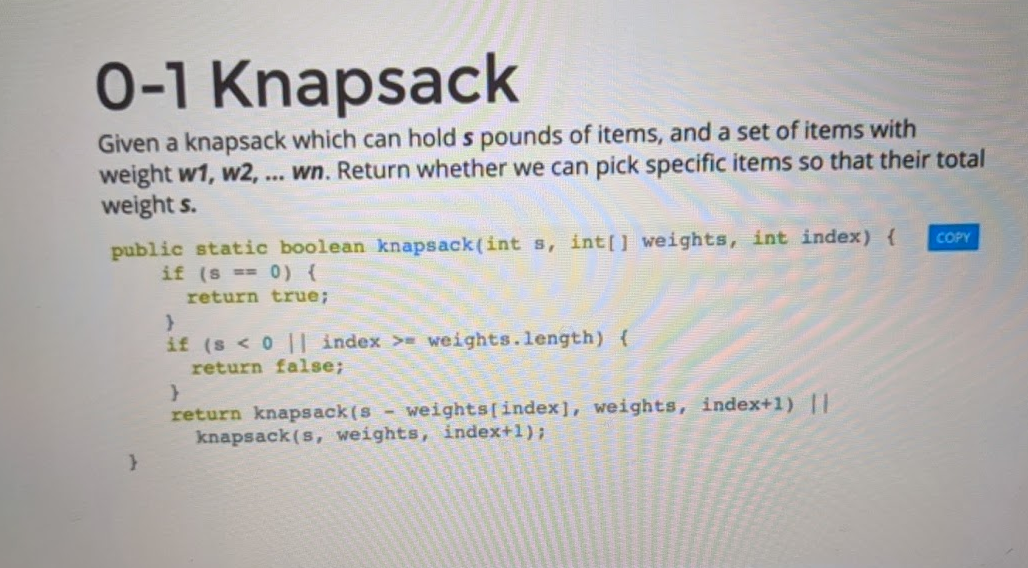 0-1 Knapsack
Given a knapsack which can hold s pounds of items, and a set of items with
weight w1, w2, ... wn. Return whether we can pick specific items so that their total
weight s.
public static boolean knapsack(int s, int[] weights, int index) {
COPY
if (s == 0) {
return true;
}
if (s < 0 || index >= weights.length) {
return false;
}
return knapsack(s - weights[index], weights, index+1) ||
knapsack(s, weights, index+1);
}